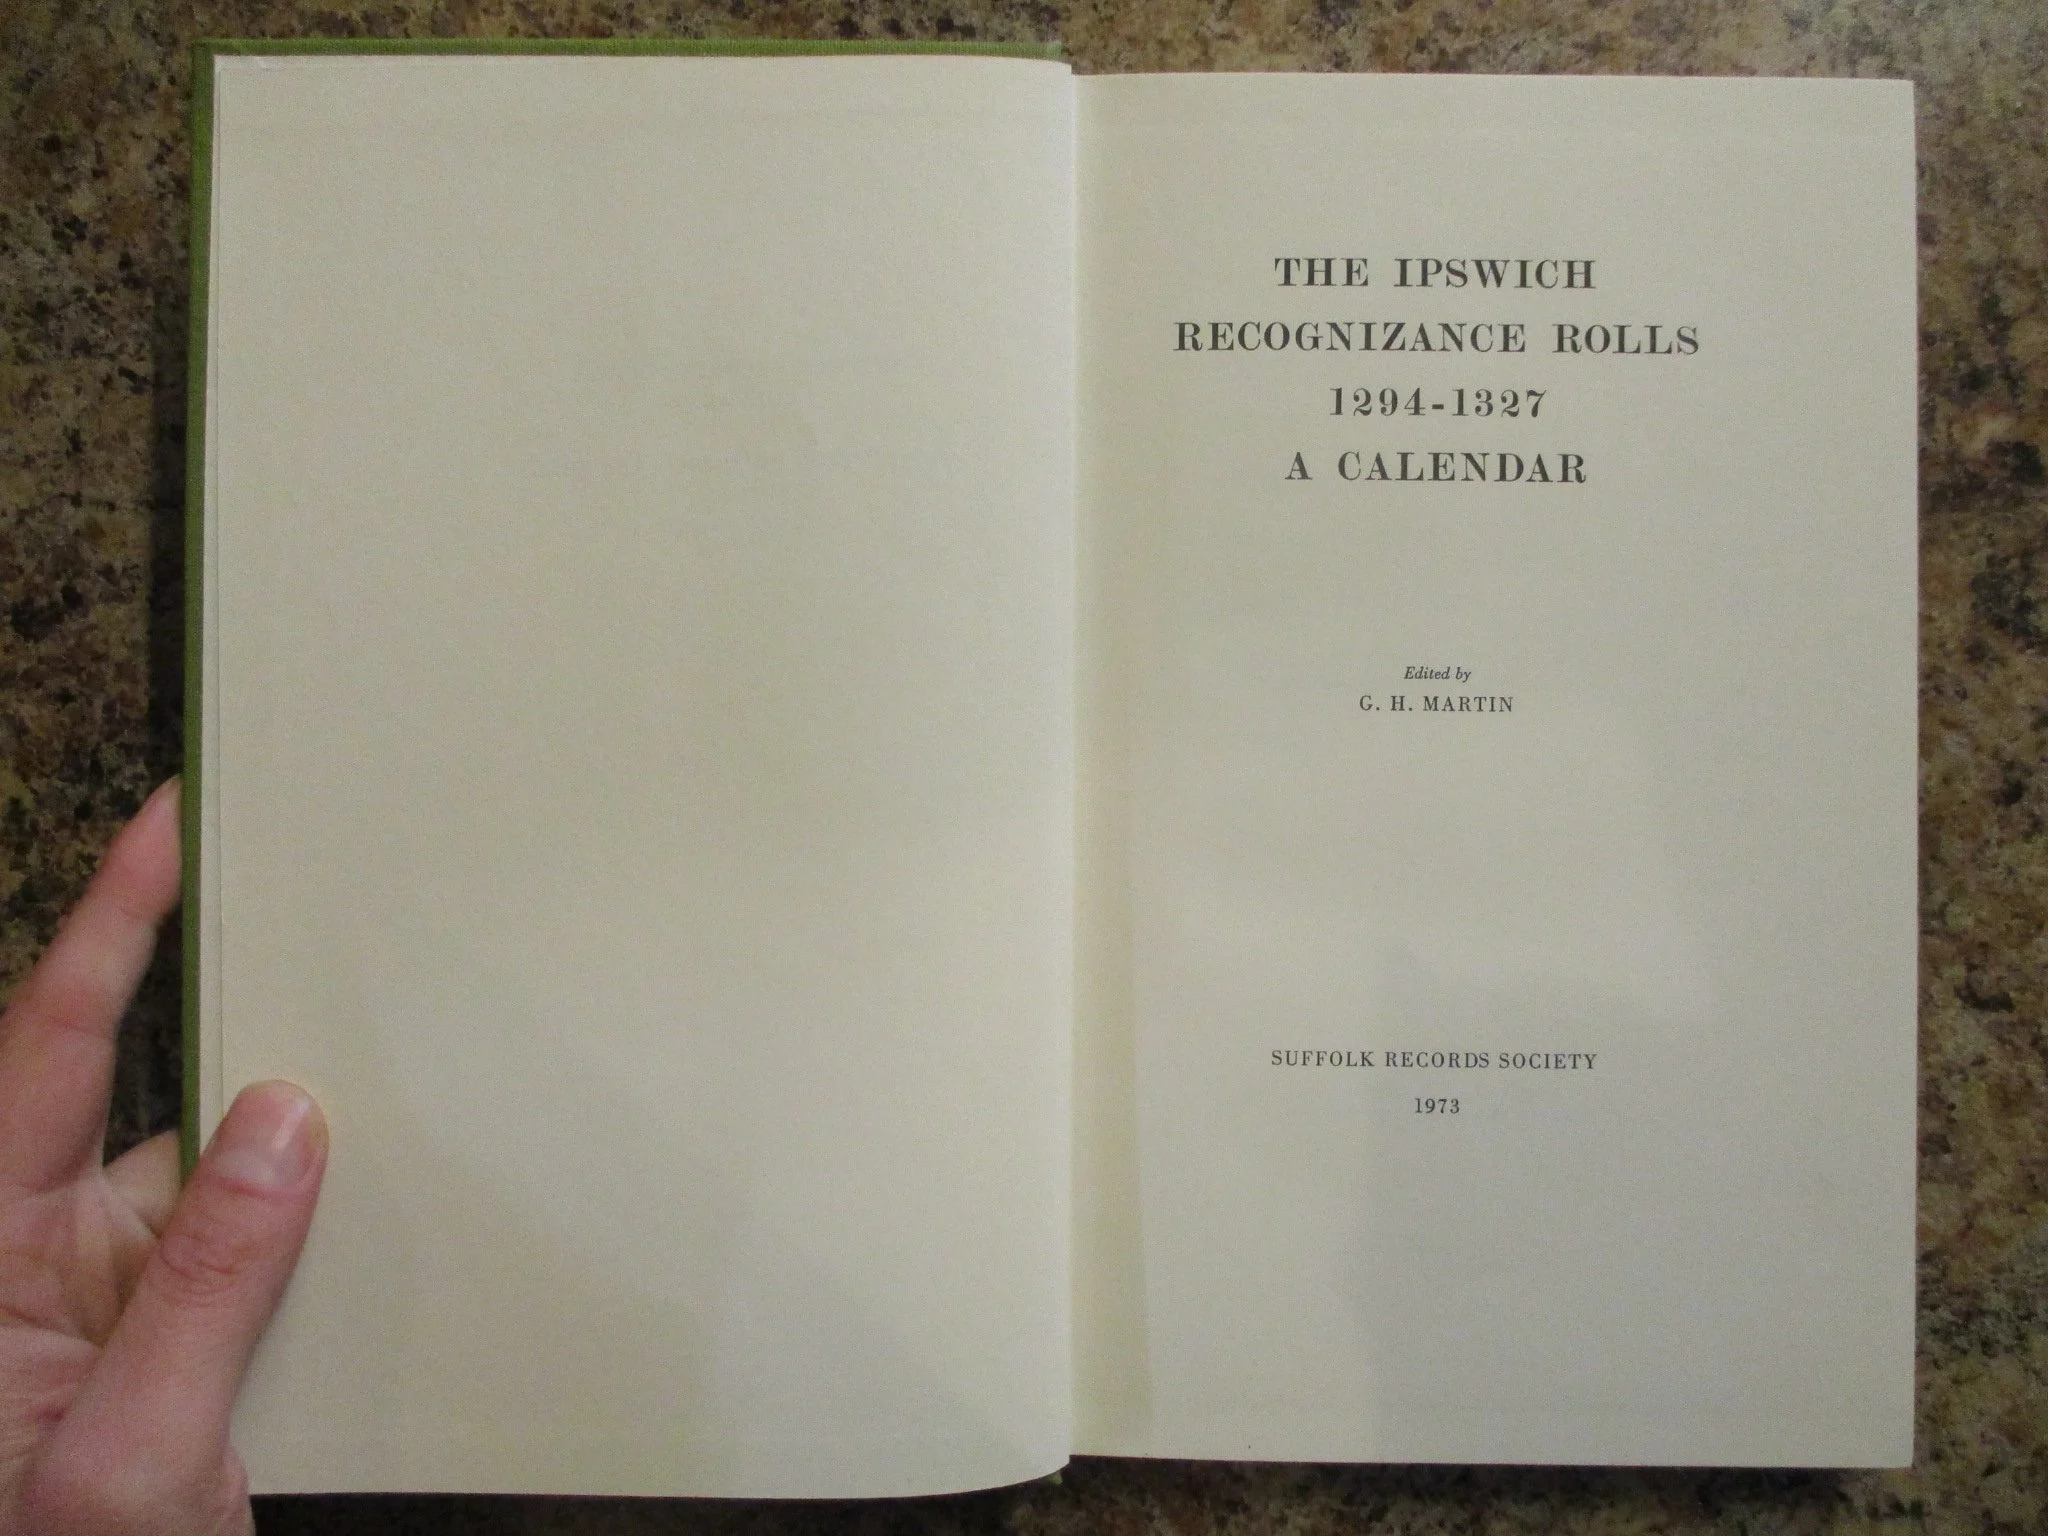 THE IPSWICH
RECOGNIZANCE ROLLS
1294-1327
A CALENDAR
Edited by
G. H. MARTIN
SUFFOLK RECORDS SOCIETY
1973